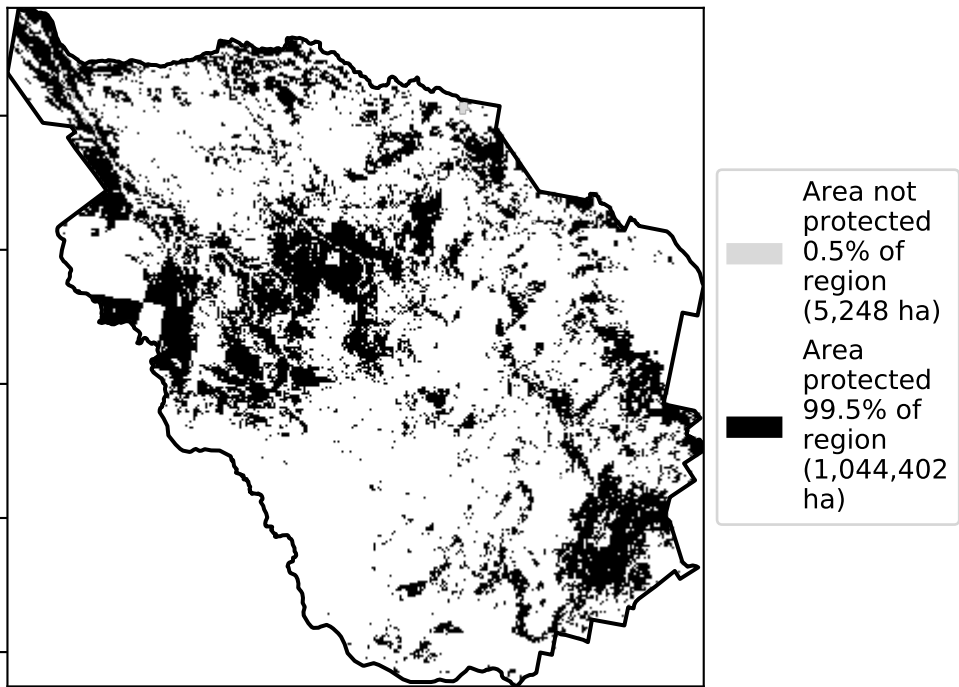 Area not
protected
0.5% of
region
(5,248 ha)
Area
protected
99.5% of
region
(1,044,402
ha)